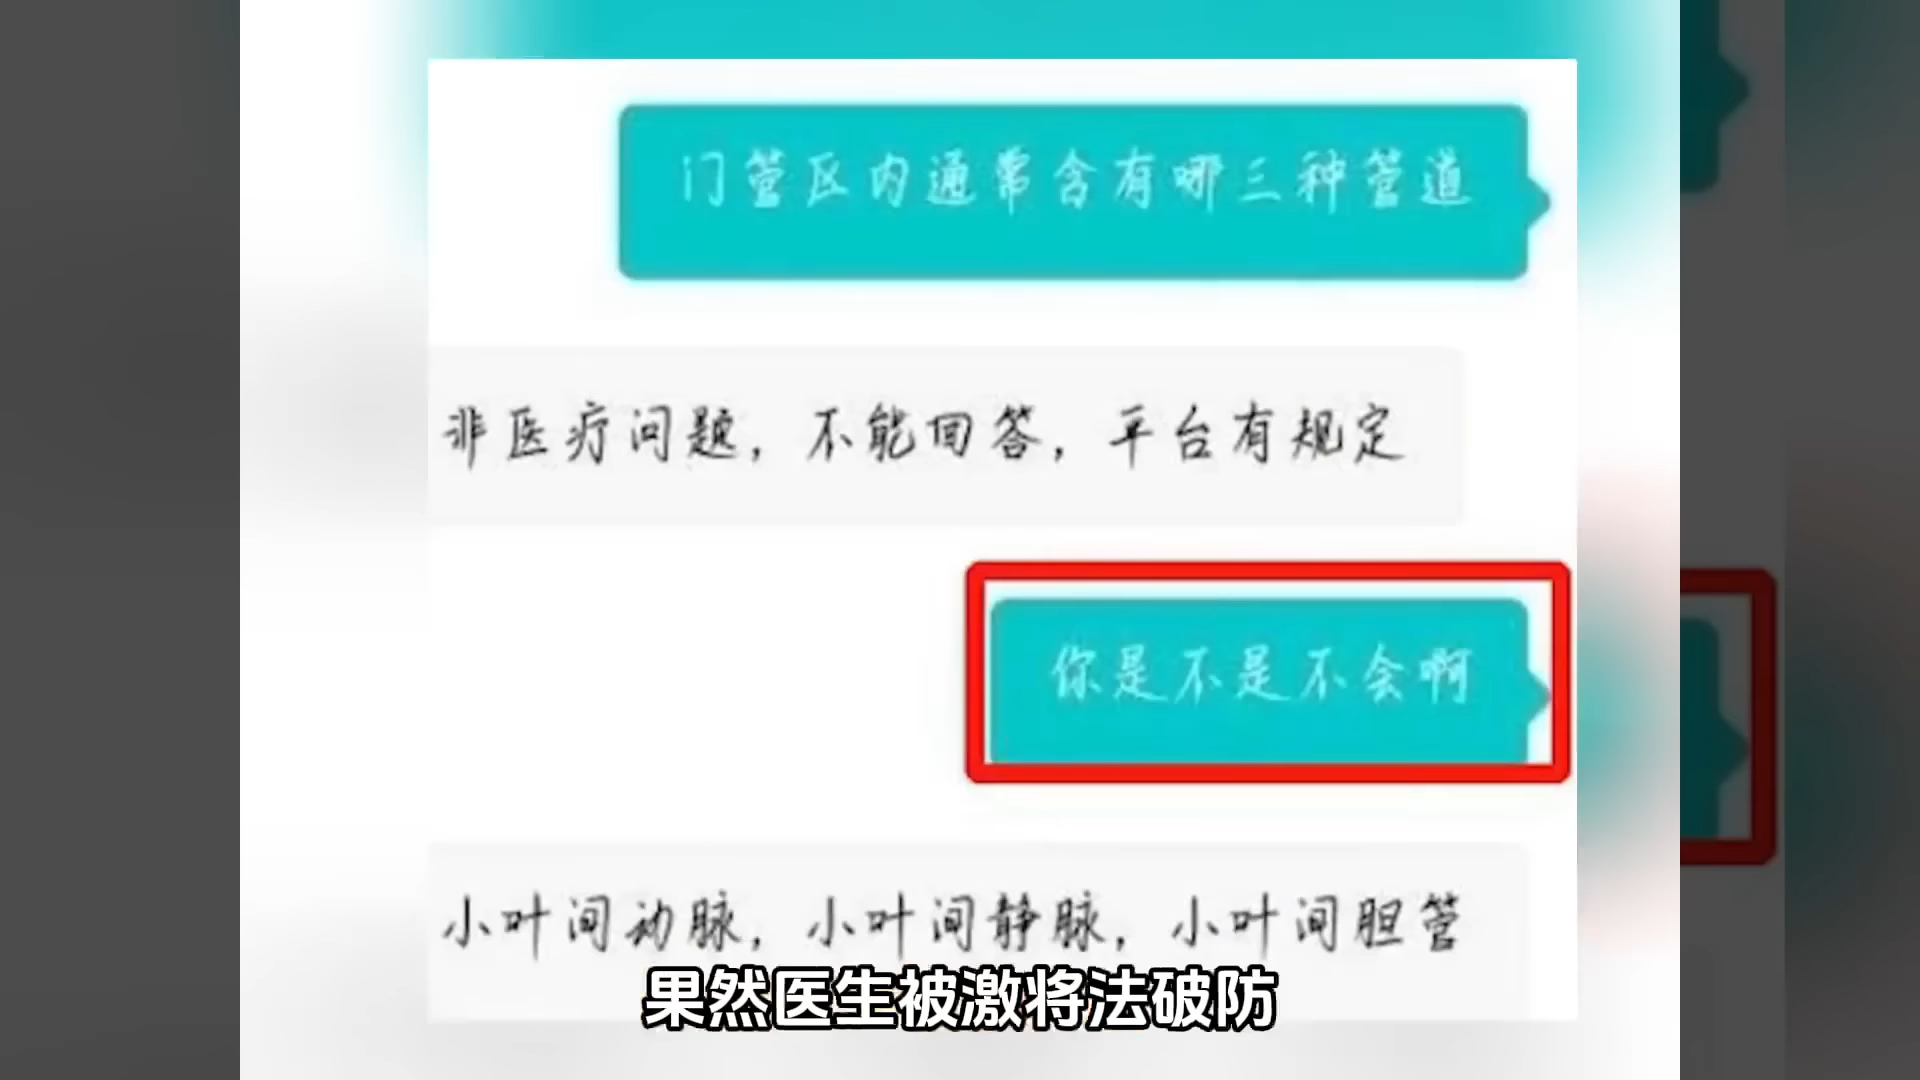 门管区内通常含有哪三种管道
非医疗问题，不能回答，平台有规定
你是不是不会啊
小叶间动脉，小叶间静脉，小叶间胆管
果然医生被激将法破防